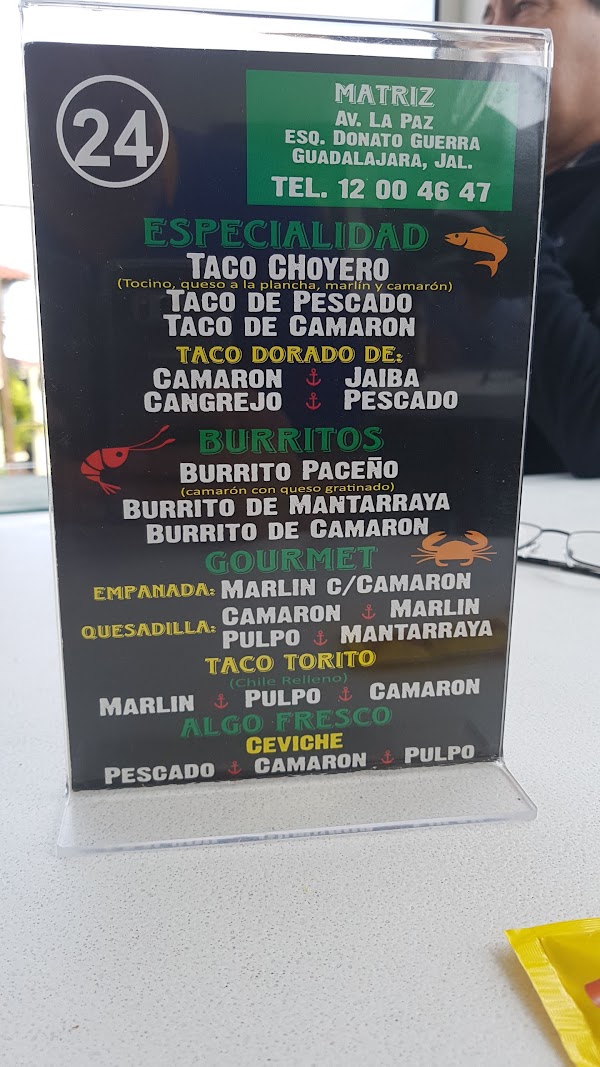 24
MATRIZ
AV. LA PAZ
ESQ. DONATO GUERRA
GUADALAJARA, JAL.
TEL. 12 00 46 47
ESPECIALIDAD
TACO CHOYERO
(Tocino, queso a la plancha, marlín y camarón)
TACO DE PESCADO
TACO DE CAMARON
TACO DORADO DE:
CAMARON JAIBA
CANGREJO PESCADO
BURRITOS
BURRITO PACEÑO
(camarón con queso gratinado)
BURRITO DE MANTARRAYA
BURRITO DE CAMARON
GOURMET
EMPANADA: MARLIN C/CAMARON
QUESADILLA: CAMARON MARLIN
PULPO MANTARRAYA
TACO TORITO
(Chile Relleno)
MARLIN PULPO CAMARON
ALGO FRESCO
CEVICHE
PESCADO CAMARON PULPO